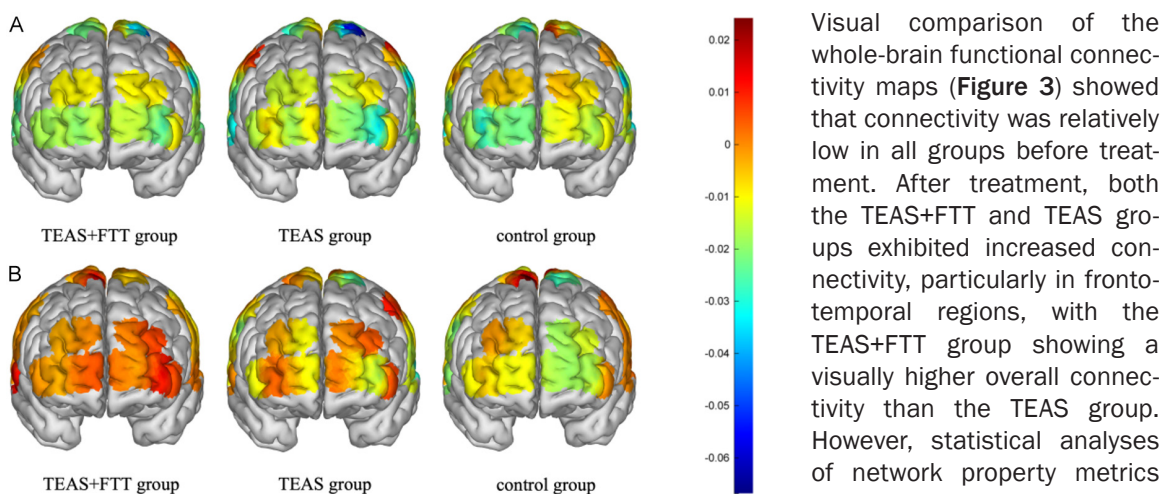 A
TEAS+FTT group
TEAS group
control group
B
TEAS+FTT group
TEAS group
control group
0.02
0.01
0
-0.01
-0.02
-0.03
-0.04
-0.05
-0.06
Visual comparison of the
whole-brain functional connec-
tivity maps (Figure 3) showed
that connectivity was relatively
low in all groups before treat-
ment. After treatment, both
the TEAS+FTT and TEAS gro-
ups exhibited increased con-
nectivity, particularly in fronto-
temporal regions, with the
TEAS+FTT group showing a
visually higher overall connec-
tivity than the TEAS group.
However, statistical analyses
of network property metrics